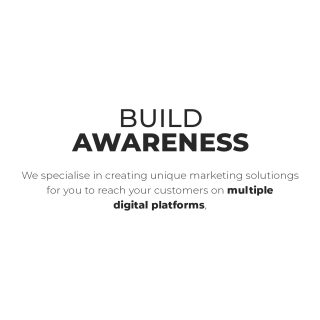 BUILD
AWARENESS
We specialise in creating unique marketing solutiongs
for you to reach your customers on multiple
digital platforms.